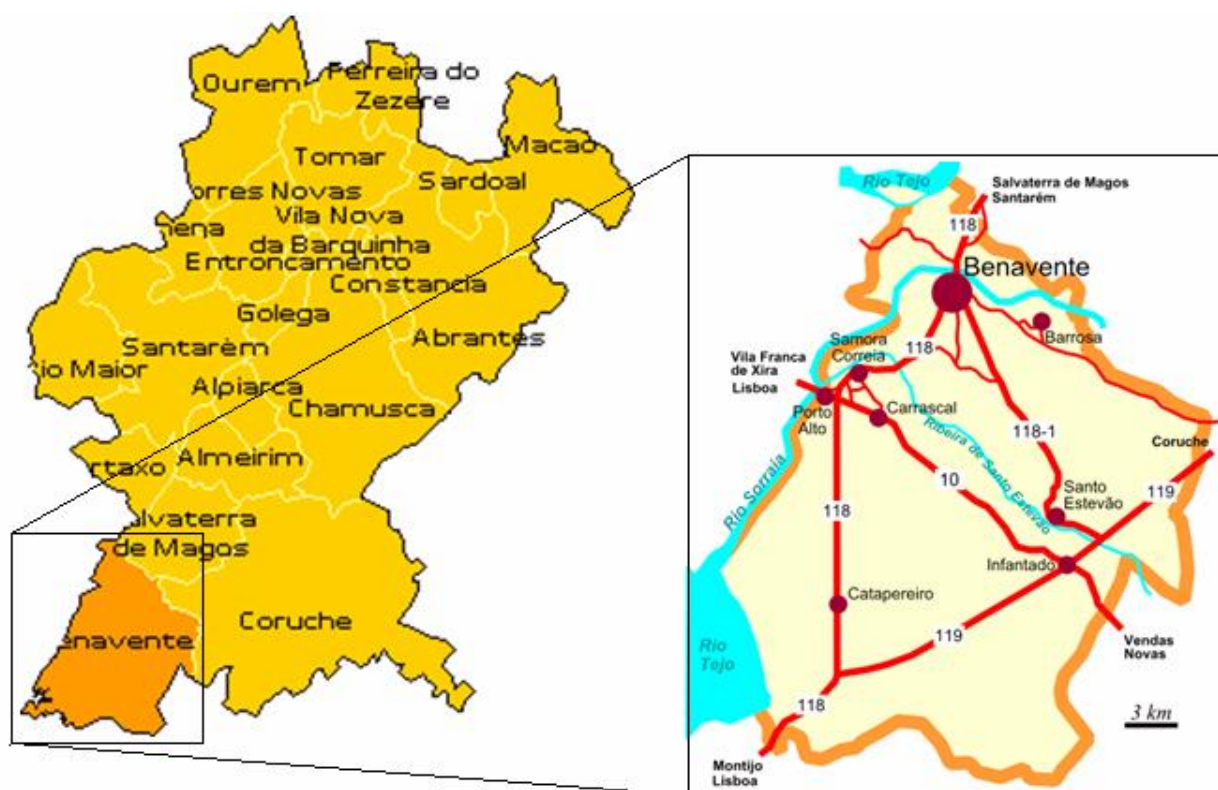 Ourem
Ferreira do
Zezere
Macao
Tomar
Sardoal
orres Novas
Vila Nova
da Barquinha
Entroncamento
Constancia
Golega
Abrantes
Santarém
io Maior
Alpiarca
Chamusca
Almeirim
rtaxo
alvaterra
de Magos
Coruche
enavente
Rio Tejo
Salvaterra de Magos
Santarém
118
Benavente
Barrosa
Samora
Correia
118
Vila Franca
de Xira
Lisboa
Porto
Alto
Carrascal
118-1
Coruche
Ribeira de Santo Estevão
10
119
Rio Sorraia
118
Santo
Estevão
Infantado
Catapereiro
119
Vendas
Novas
Rio
Tejo
118
3 km
Montijo
Lisboa